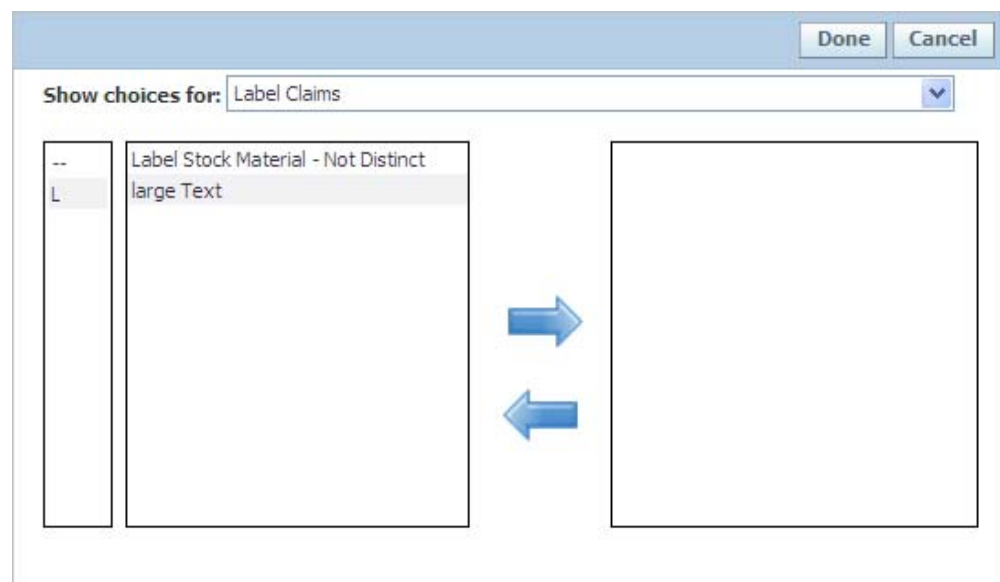 Done Cancel
Show choices for: Label Claims
-- Label Stock Material - Not Distinct
L large Text